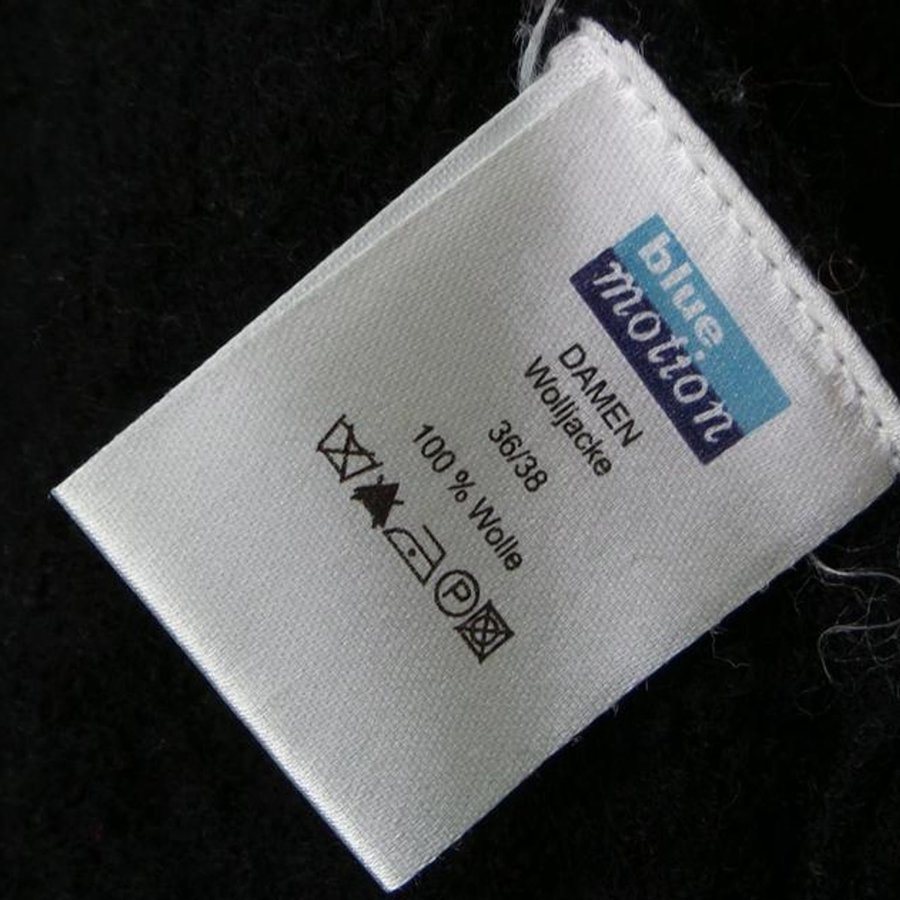 blue
motion
DAMEN
Wolljacke
36/38
100 % Wolle
P